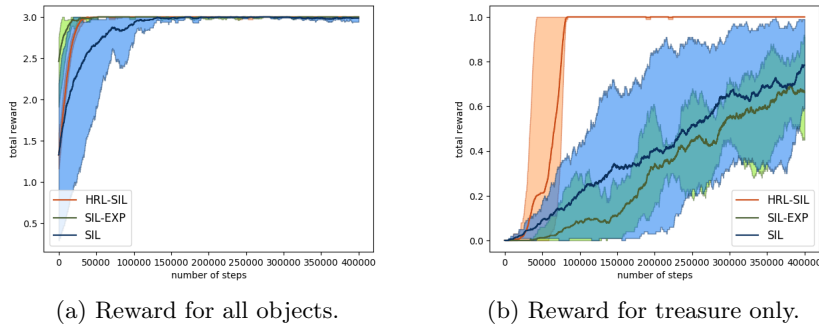 3.0
2.5
2.0
1.5
1.0
0.5
total reward
HRL-SIL
SIL-EXP
SIL
0 50000 100000 150000 200000 250000 300000 350000 400000
number of steps
(a) Reward for all objects.
1.0
0.8
0.6
0.4
0.2
0.0
total reward
HRL-SIL
SIL-EXP
SIL
0 50000 100000 150000 200000 250000 300000 350000 400000
number of steps
(b) Reward for treasure only.